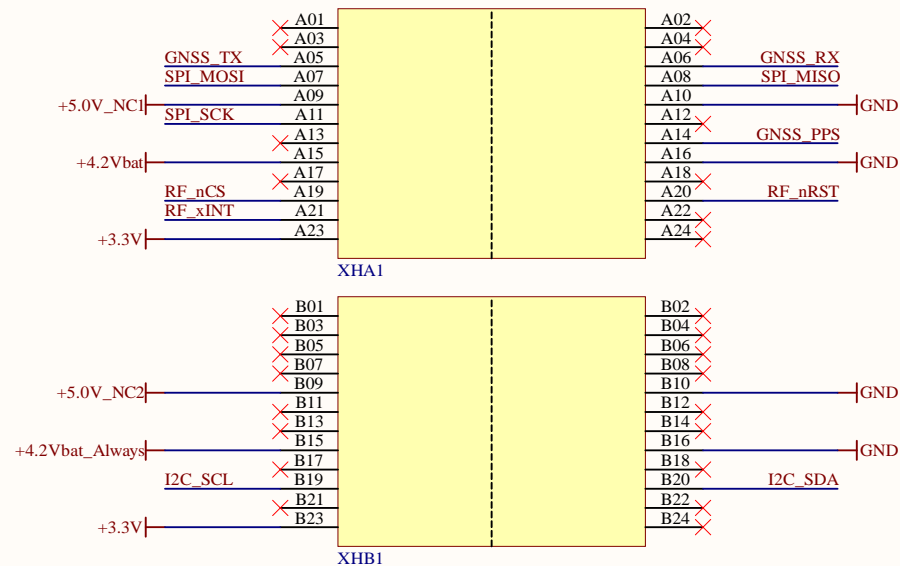 A01 A02
A03 A04
GNSS_TX A05 A06 GNSS_RX
SPI_MOSI A07 A08 SPI_MISO
+5.0V_NC1 A09 A10 GND
SPI_SCK A11 A12
A13 A14 GNSS_PPS
+4.2Vbat A15 A16 GND
A17 A18
RF_nCS A19 A20 RF_nRST
RF_xINT A21 A22
+3.3V A23 A24
XHA1
B01 B02
B03 B04
B05 B06
B07 B08
+5.0V_NC2 B09 B10 GND
B11 B12
B13 B14
+4.2Vbat_Always B15 B16 GND
B17 B18
I2C_SCL B19 B20 I2C_SDA
B21 B22
+3.3V B23 B24
XHB1